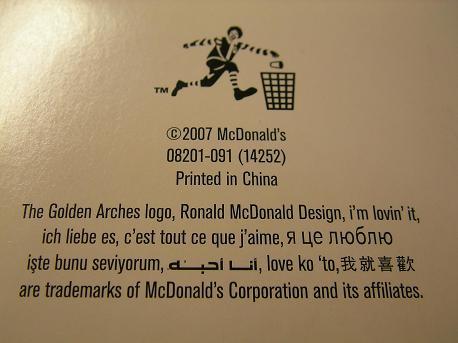 TM
©2007 McDonald's
08201-091 (14252)
Printed in China
The Golden Arches logo, Ronald McDonald Design, i'm lovin' it,
ich liebe es, c'est tout ce que j'aime, я це люблю
işte bunu seviyorum, أنا أحبه, love ko 'to, 我就喜歡
are trademarks of McDonald's Corporation and its affiliates.